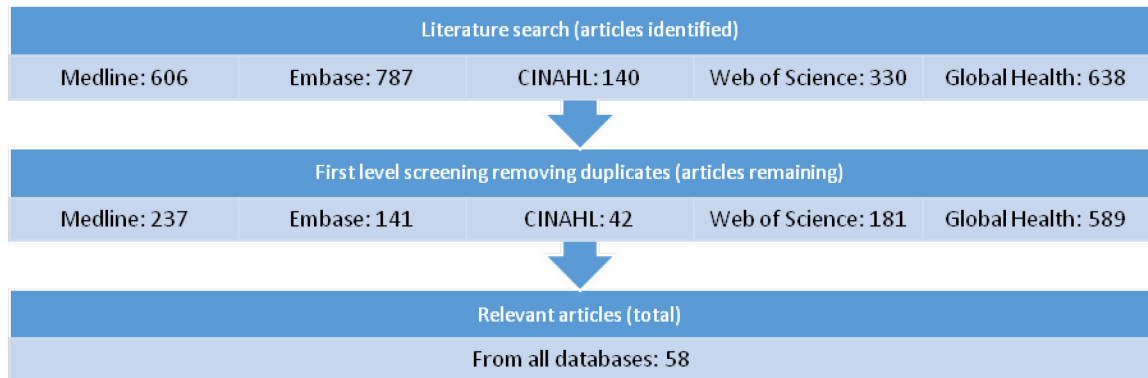 Literature search (articles identified)
Medline: 606 Embase: 787 CINAHL: 140 Web of Science: 330 Global Health: 638
First level screening removing duplicates (articles remaining)
Medline: 237 Embase: 141 CINAHL: 42 Web of Science: 181 Global Health: 589
Relevant articles (total)
From all databases: 58